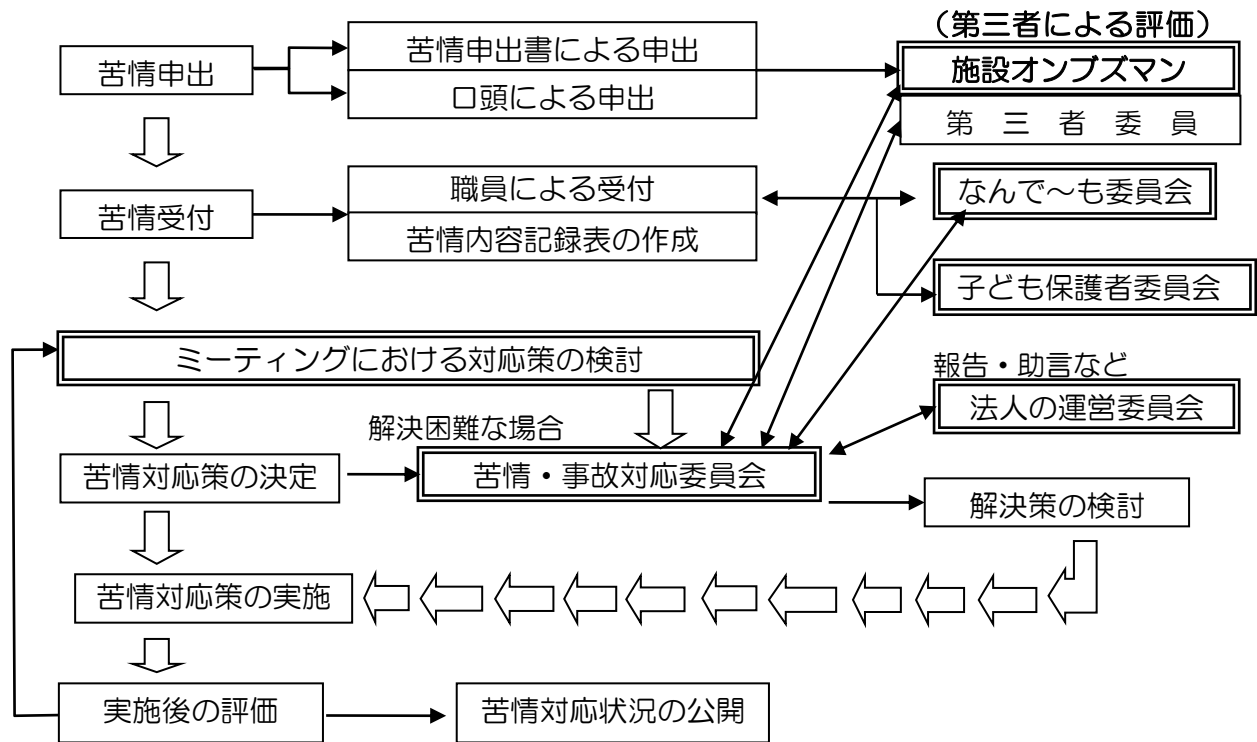 (第三者による評価)
苦情申出
苦情申出書による申出
口頭による申出
施設オンブズマン
第三者委員
苦情受付
職員による受付
苦情内容記録表の作成
なんで~も委員会
子ども保護者委員会
ミーティングにおける対応策の検討
報告・助言など
法人の運営委員会
解決困難な場合
苦情対応策の決定
苦情・事故対応委員会
解決策の検討
苦情対応策の実施
実施後の評価
苦情対応状況の公開